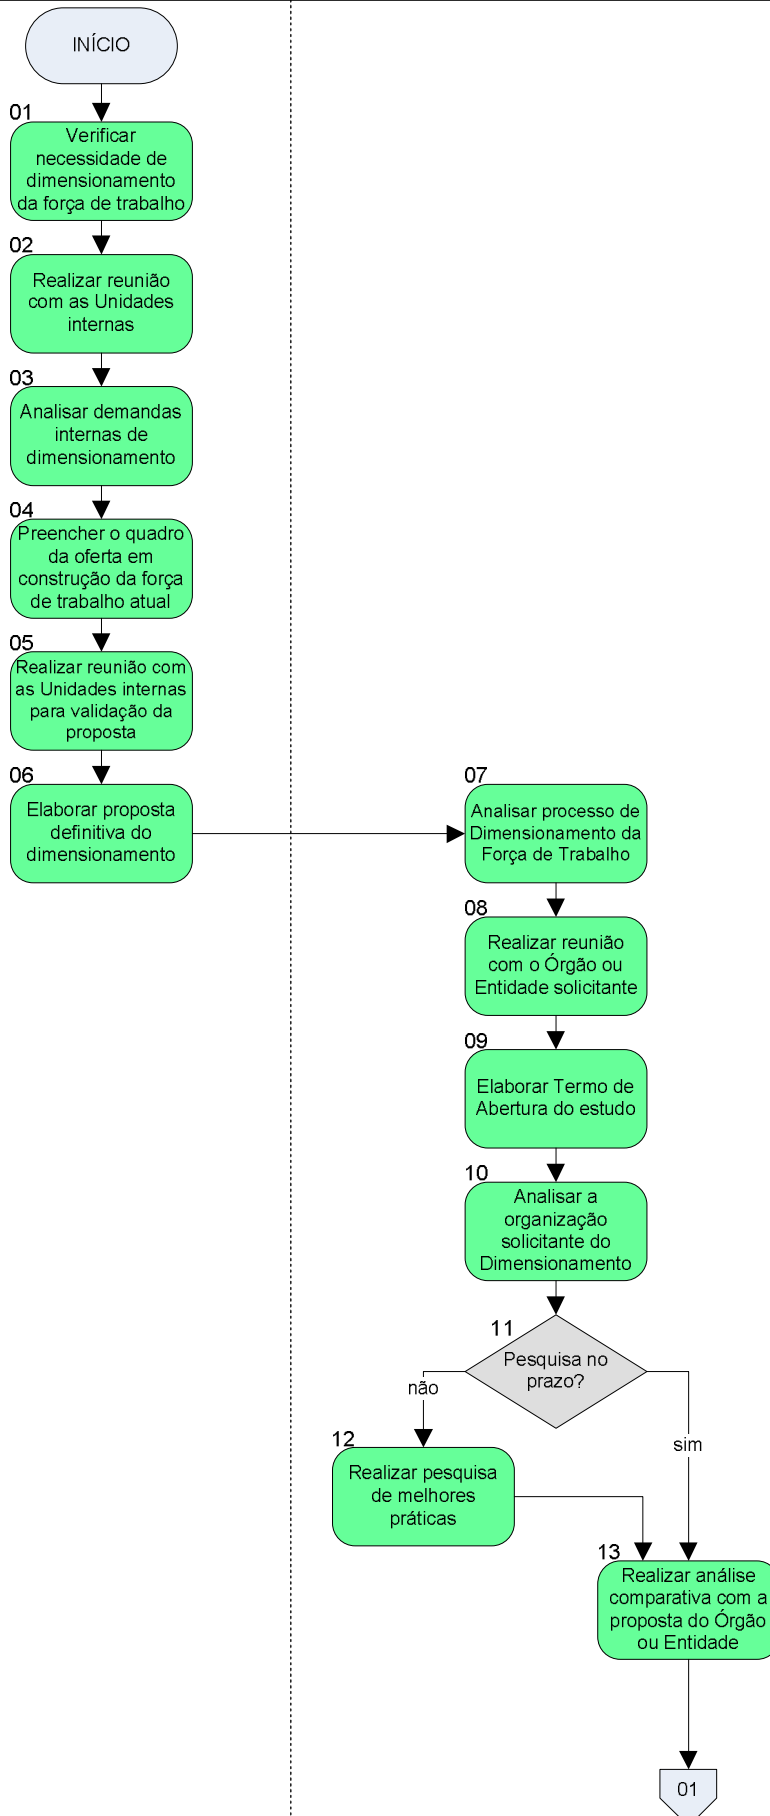 INÍCIO
01
Verificar
necessidade de
dimensionamento
da força de trabalho
02
Realizar reunião
com as Unidades
internas
03
Analisar demandas
internas de
dimensionamento
04
Preencher o quadro
da oferta em
construção da força
de trabalho atual
05
Realizar reunião com
as Unidades internas
para validação da
proposta
06
Elaborar proposta
definitiva do
dimensionamento
07
Analisar processo de
Dimensionamento da
Força de Trabalho
08
Realizar reunião
com o Órgão ou
Entidade solicitante
09
Elaborar Termo de
Abertura do estudo
10
Analisar a
organização
solicitante do
Dimensionamento
11
Pesquisa no
prazo?
não
sim
12
Realizar pesquisa
de melhores
práticas
13
Realizar análise
comparativa com a
proposta do Órgão
ou Entidade
01